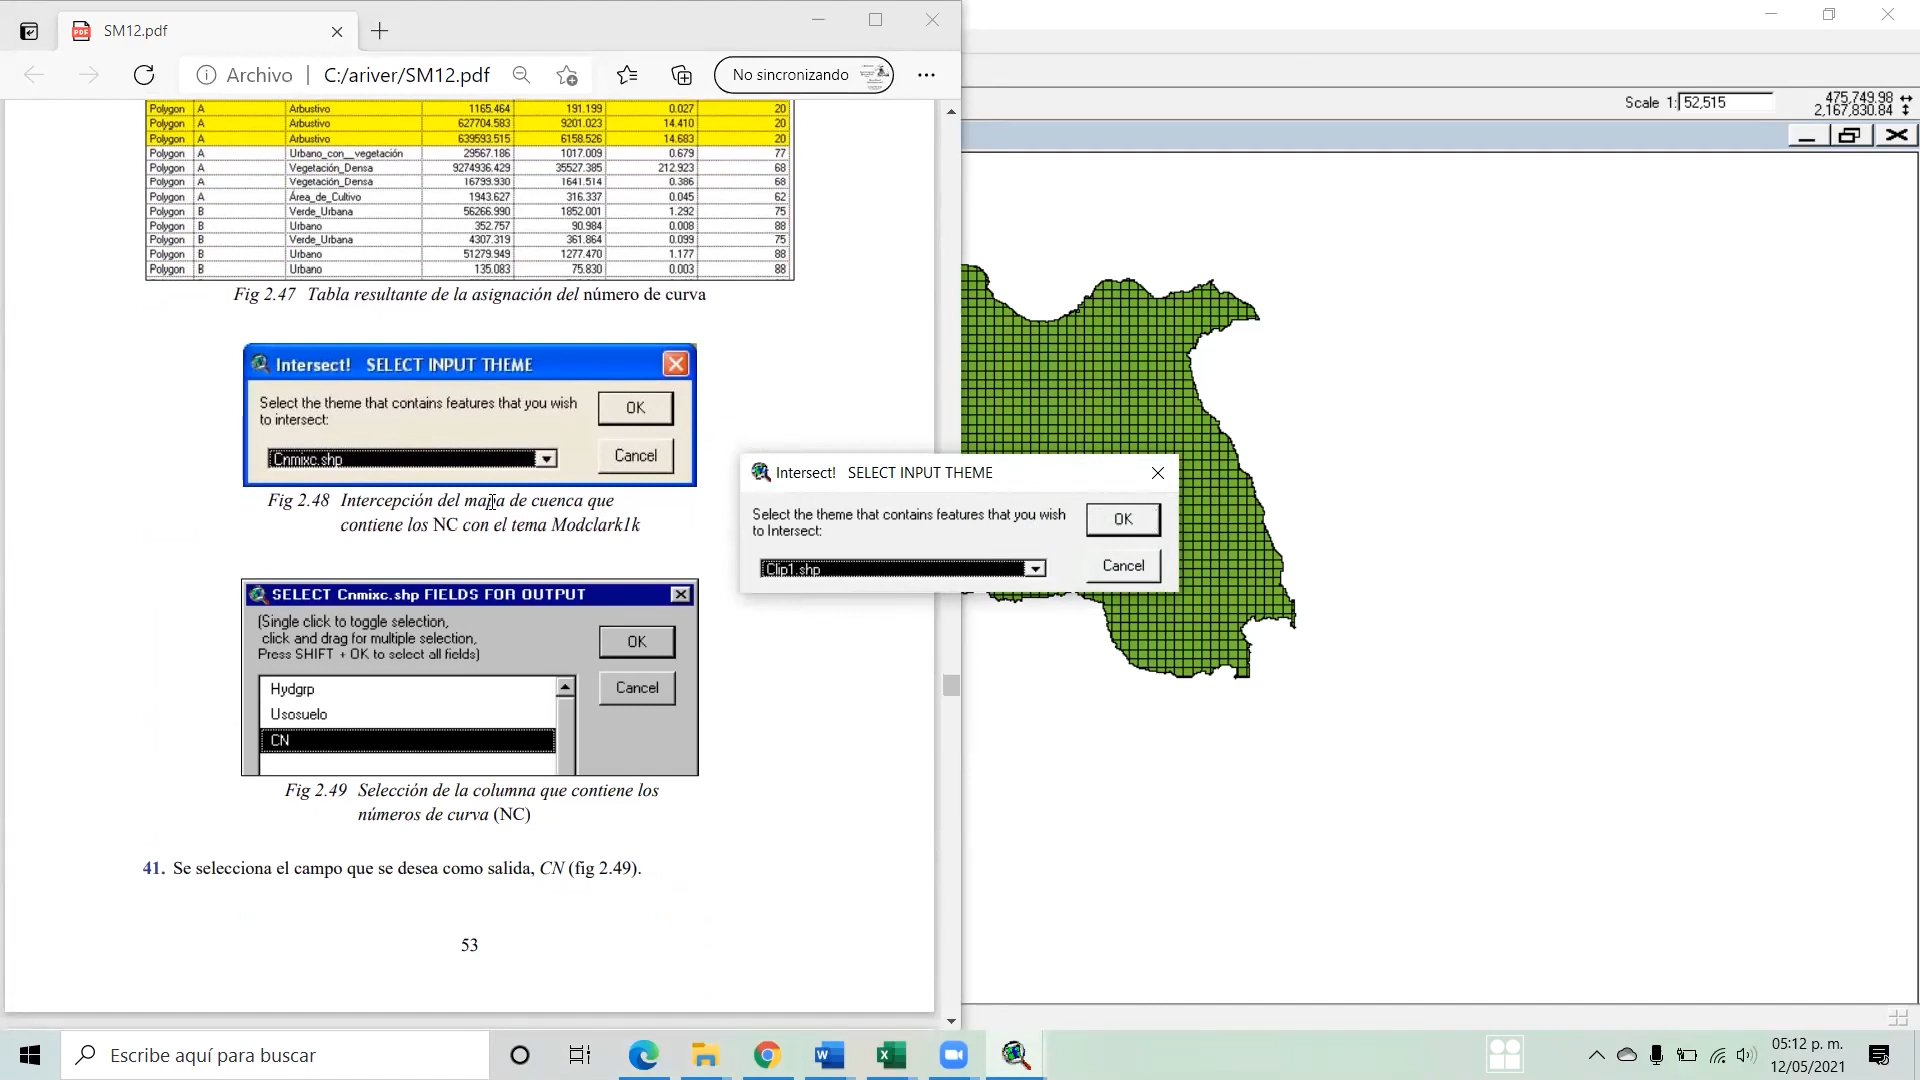 SM12.pdf
Archivo | C:/ariver/SM12.pdf
No sincronizando
Polygon A Arbustivo 1165.464 191.199 0.027 20
Polygon A Arbustivo 627704.583 9201.023 14.410 20
Polygon A Arbustivo 639593.515 6158.526 14.683 20
Polygon A Urbano_con__vegetación 29567.186 1017.009 0.679 77
Polygon A Vegetación_Densa 9274936.429 35527.385 212.923 68
Polygon A Vegetación_Densa 16799.930 1641.514 0.386 68
Polygon A Área_de_Cultivo 1943.627 316.337 0.045 62
Polygon B Verde_Urbana 56266.990 1852.001 1.292 75
Polygon B Urbano 352.757 90.984 0.008 88
Polygon B Verde_Urbana 4307.319 361.864 0.099 75
Polygon B Urbano 51279.949 1277.470 1.177 88
Polygon B Urbano 135.083 75.830 0.003 88
Fig 2.47 Tabla resultante de la asignación del número de curva
Intersect! SELECT INPUT THEME
Select the theme that contains features that you wish
to intersect:
OK
Cnmixc.shp
Cancel
Fig 2.48 Intercepción del mapa de cuenca que
contiene los NC con el tema Modclark1k
SELECT Cnmixc.shp FIELDS FOR OUTPUT
(Single click to toggle selection,
click and drag for multiple selection,
Press SHIFT + OK to select all fields)
OK
Cancel
Hydgrp
Usosuelo
CN
Fig 2.49 Selección de la columna que contiene los
números de curva (NC)
41. Se selecciona el campo que se desea como salida, CN (fig 2.49).
53
Scale 1: 52,515
475,749.98
2,167,830.84
Intersect! SELECT INPUT THEME
Select the theme that contains features that you wish
to Intersect:
OK
Clip1.shp
Cancel
Escribe aquí para buscar
05:12 p. m.
12/05/2021